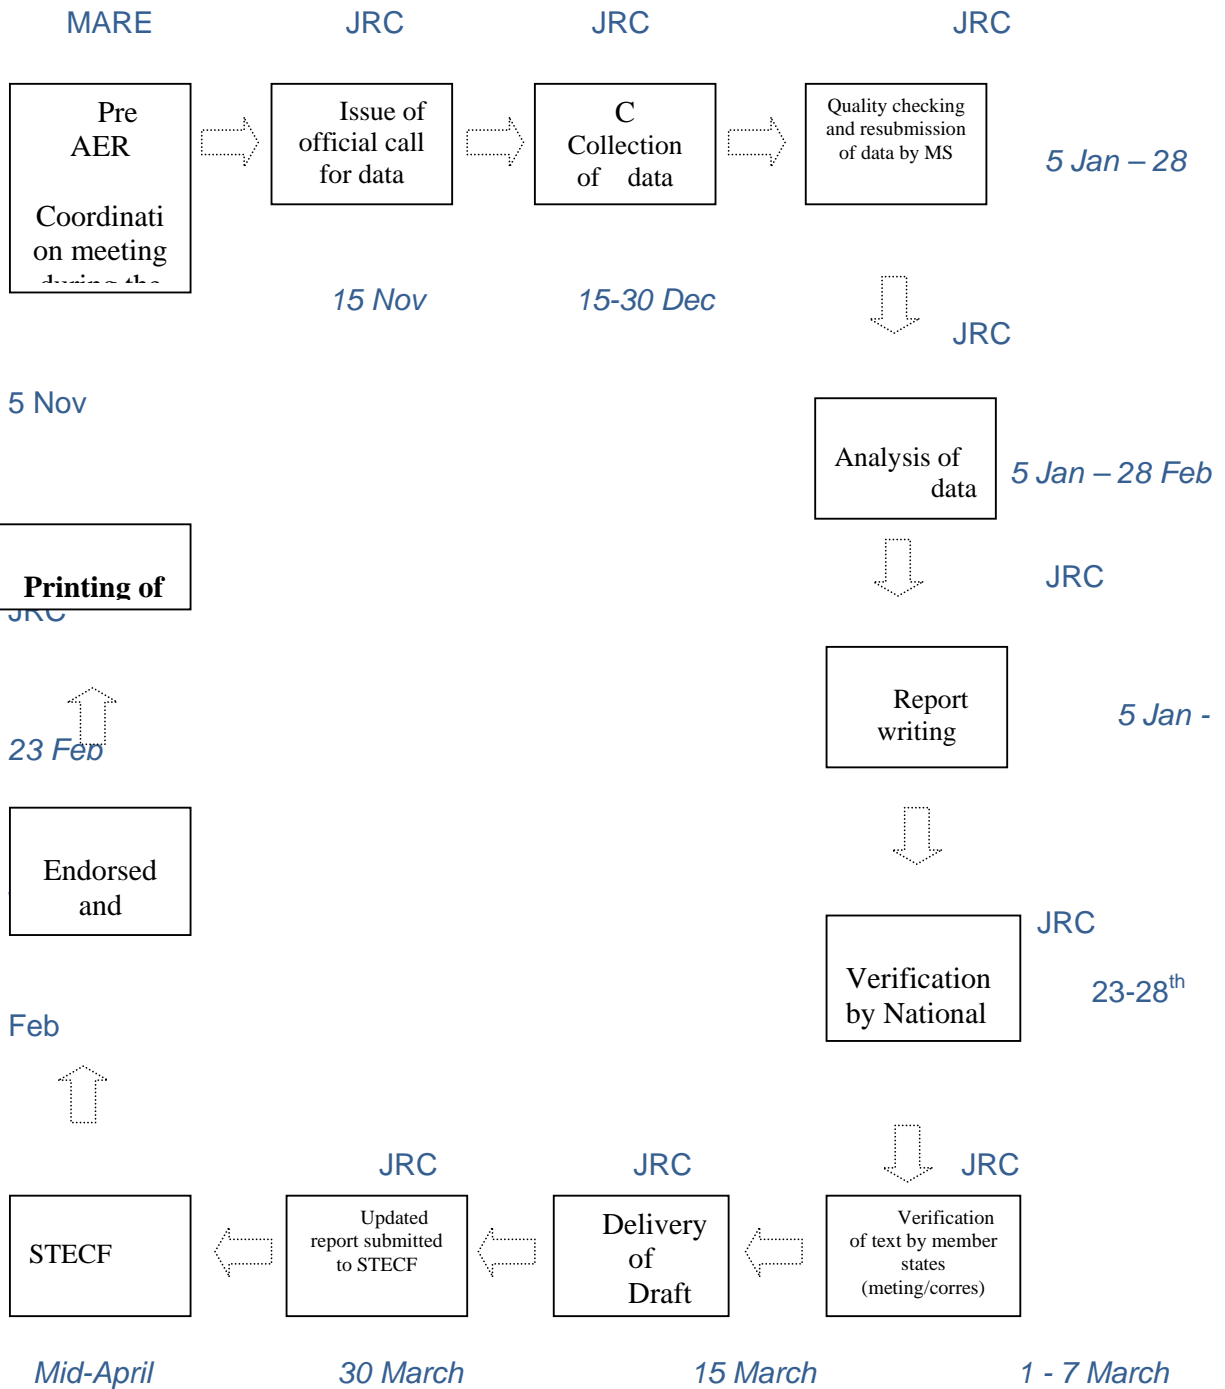 MARE
JRC
JRC
JRC
Pre
AER
Coordinati
on meeting
during the
Issue of
official call
for data
C
Collection
of data
Quality checking
and resubmission
of data by MS
5 Jan – 28
15 Nov
15-30 Dec
JRC
5 Nov
Analysis of
data
5 Jan – 28 Feb
Printing of
JRC
JRC
Report
writing
5 Jan -
23 Feb
Endorsed
and
JRC
Verification
by National
23-28th
Feb
JRC
JRC
JRC
STECF
Updated
report submitted
to STECF
Delivery
of
Draft
Verification
of text by member
states
(meting/corres)
Mid-April
30 March
15 March
1 - 7 March